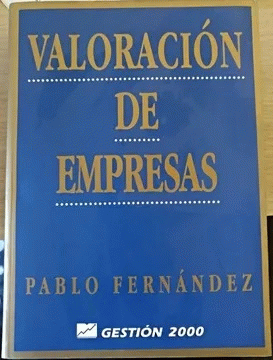 VALORACIÓN
DE
EMPRESAS
PABLO FERNÁNDEZ
GESTIÓN 2000